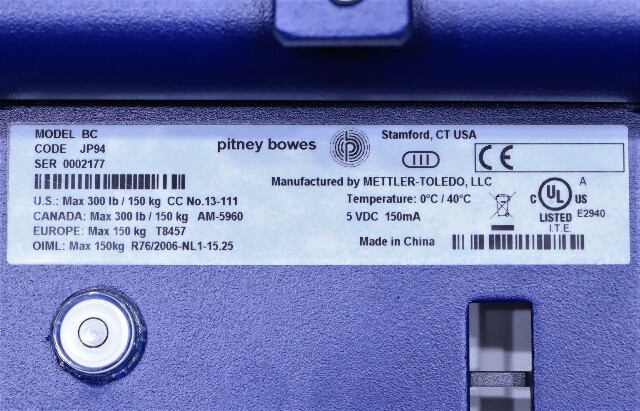 MODEL BC
CODE JP94
SER 0002177
pitney bowes
Stamford, CT USA
III
CE
Manufactured by METTLER-TOLEDO, LLC
U.S.: Max 300 lb / 150 kg CC No.13-111
CANADA: Max 300 lb / 150 kg AM-5960
EUROPE: Max 150 kg T8457
OIML: Max 150kg R76/2006-NL1-15.25
Temperature: 0°C / 40°C
5 VDC 150mA
Made in China
A
C UL US
LISTED E2940
I.T.E.